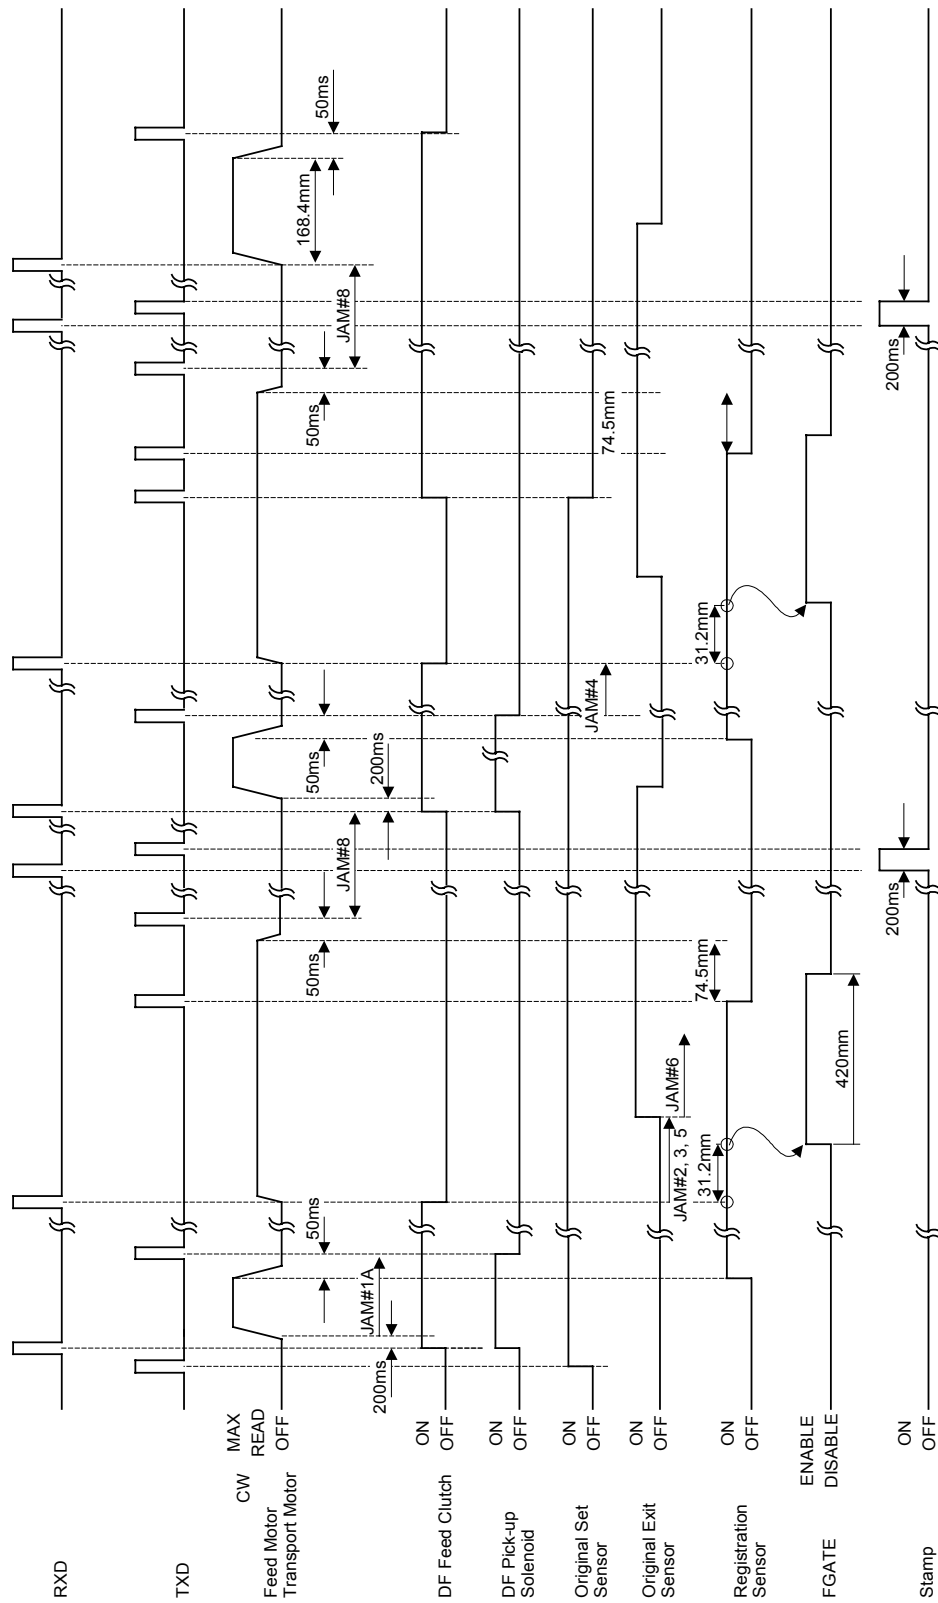 RXD
TXD
Feed Motor
Transport Motor
CW
MAX
READ
OFF
200ms
JAM#1A
50ms
50ms
JAM#8
200ms
50ms
50ms
JAM#8
168.4mm
50ms
DF Feed Clutch
ON
OFF
DF Pick-up
Solenoid
ON
OFF
Original Set
Sensor
ON
OFF
JAM#4
74.5mm
Original Exit
Sensor
ON
OFF
JAM#2, 3, 5
JAM#6
Registration
Sensor
ON
OFF
31.2mm
74.5mm
31.2mm
FGATE
ENABLE
DISABLE
420mm
Stamp
ON
OFF
200ms
200ms